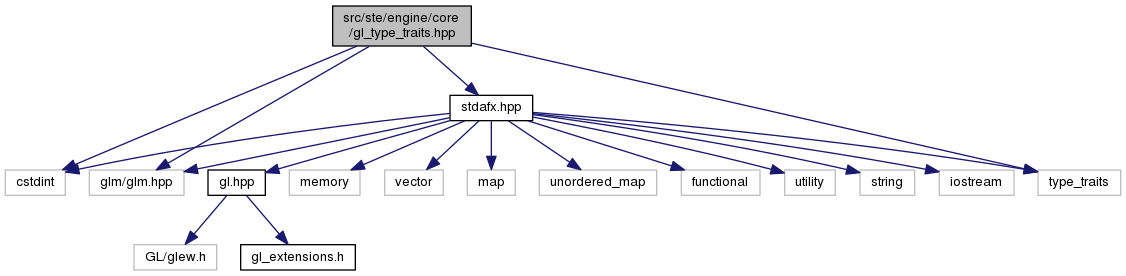 src/ste/engine/core
/gl_type_traits.hpp
stdafx.hpp
cstdint
glm/glm.hpp
gl.hpp
memory
vector
map
unordered_map
functional
utility
string
iostream
type_traits
GL/glew.h
gl_extensions.h